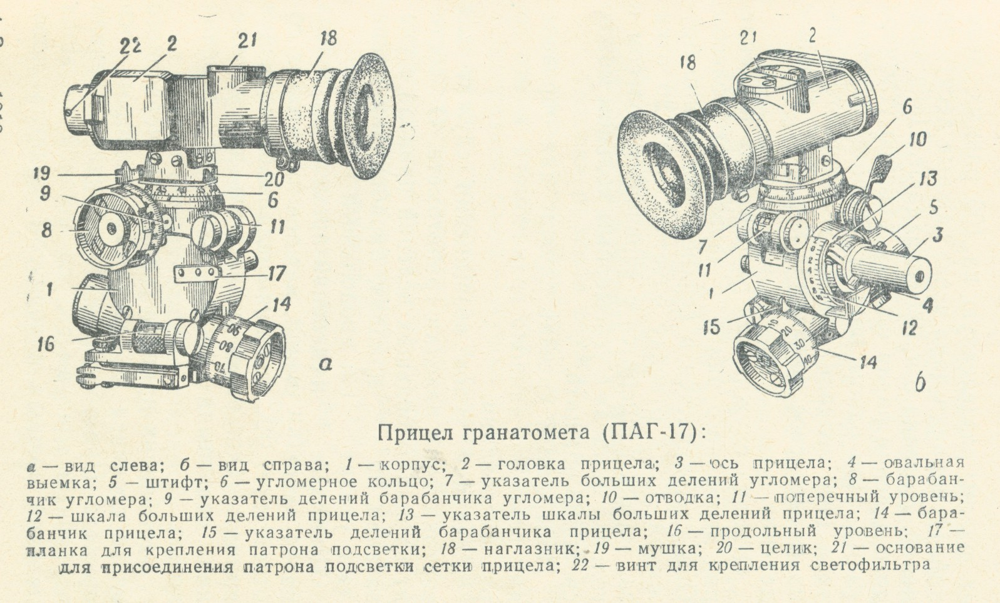 22 2 21 18
19
9
8
1
16
20
6
11
17
14
а
21 2
18
6
10
13
5
3
7
11
1
4
15
12
14
б
90
80
70
10
20
30
40
Прицел гранатомета (ПАГ-17):
а — вид слева; б — вид справа; 1 — корпус; 2 — головка прицела; 3 — ось прицела; 4 — овальная
выемка; 5 — штифт; 6 — угломерное кольцо; 7 — указатель больших делений угломера; 8 — барабан-
чик угломера; 9 — указатель делений барабанчика угломера; 10 — отводка; 11 — поперечный уровень;
12 — шкала больших делений прицела; 13 — указатель шкалы больших делений прицела; 14 — бара-
банчик прицела; 15 — указатель делений барабанчика прицела; 16 — продольный уровень; 17 —
планка для крепления патрона подсветки; 18 — наглазник; 19 — мушка; 20 — целик; 21 — основание
для присоединения патрона подсветки сетки прицела; 22 — винт для крепления светофильтра